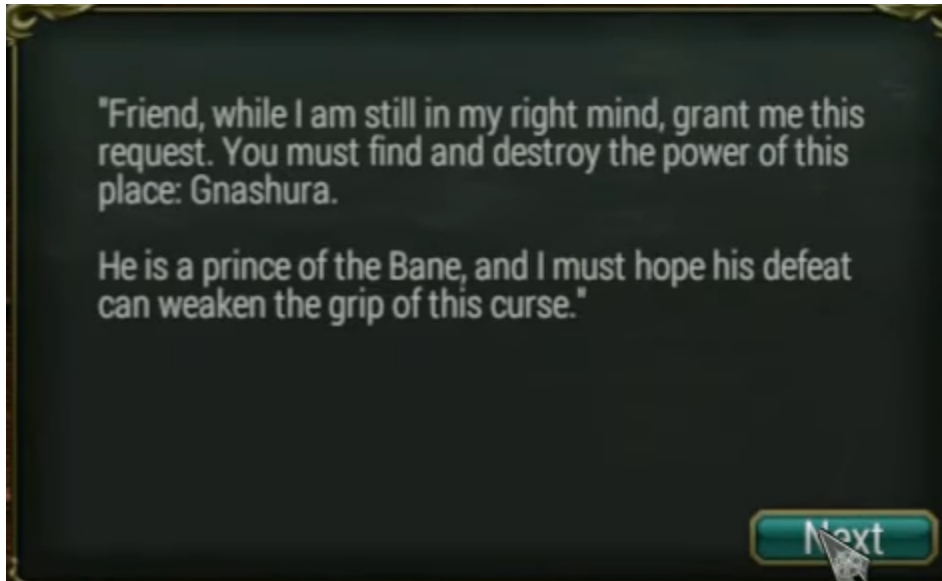 "Friend, while I am still in my right mind, grant me this
request. You must find and destroy the power of this
place: Gnashura.
He is a prince of the Bane, and I must hope his defeat
can weaken the grip of this curse."
Next